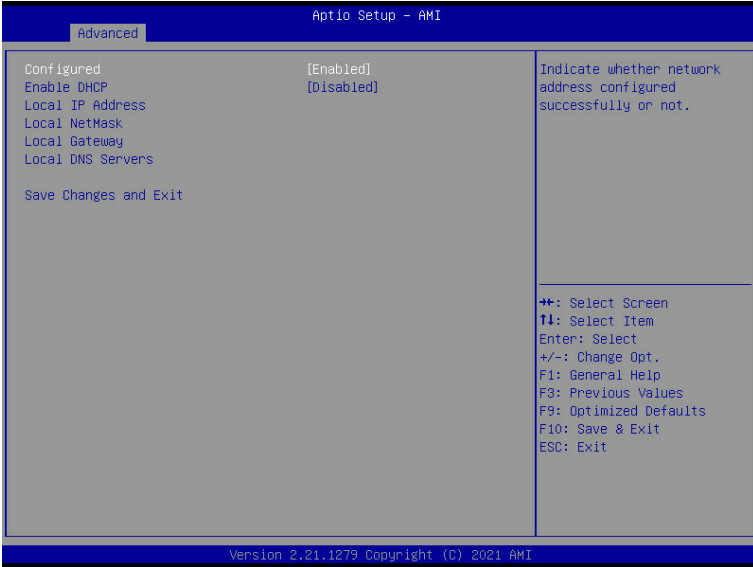 Aptio Setup – AMI
Advanced
Configured [Enabled]
Enable DHCP [Disabled]
Local IP Address
Local NetMask
Local Gateway
Local DNS Servers
Save Changes and Exit
Indicate whether network
address configured
successfully or not.
→←: Select Screen
↑↓: Select Item
Enter: Select
+/-: Change Opt.
F1: General Help
F3: Previous Values
F9: Optimized Defaults
F10: Save & Exit
ESC: Exit
Version 2.21.1279 Copyright (C) 2021 AMI